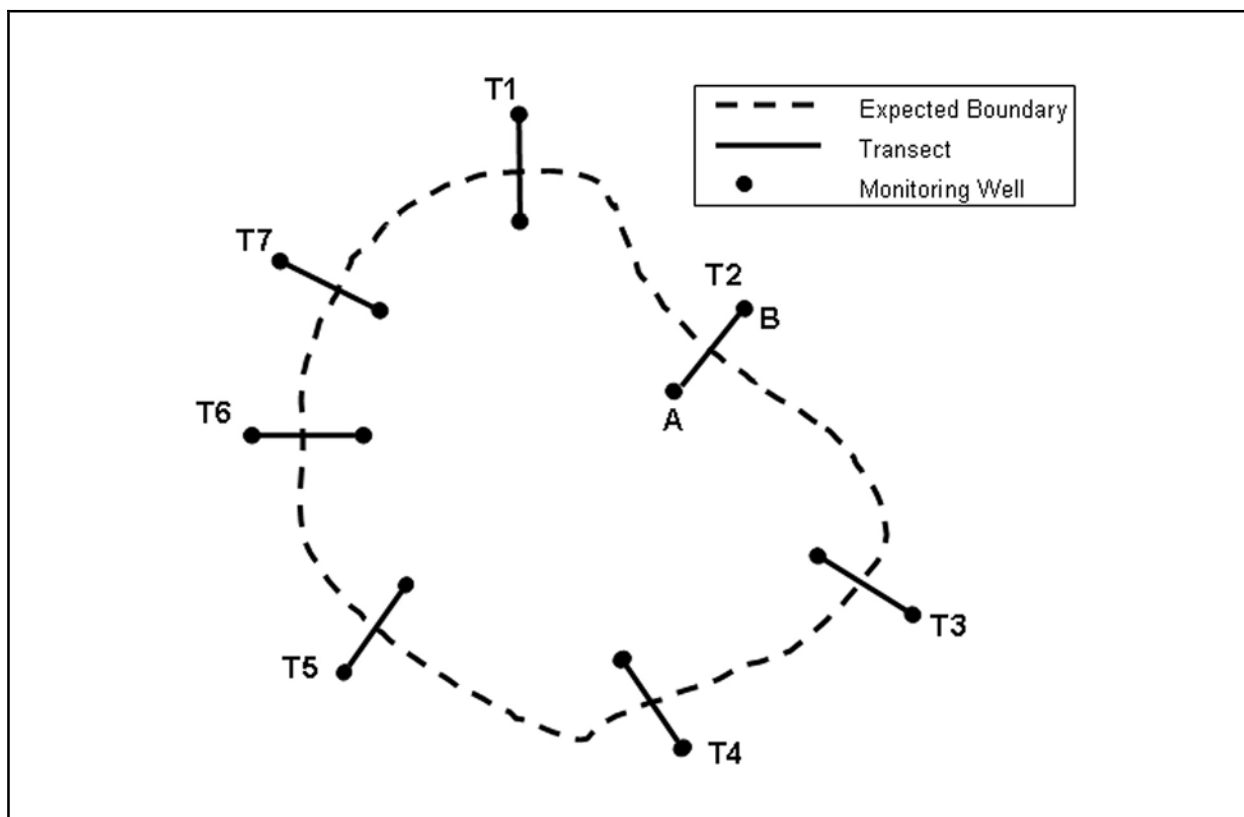 T1
Expected Boundary
Transect
Monitoring Well
T7
T2
B
A
T6
T3
T5
T4